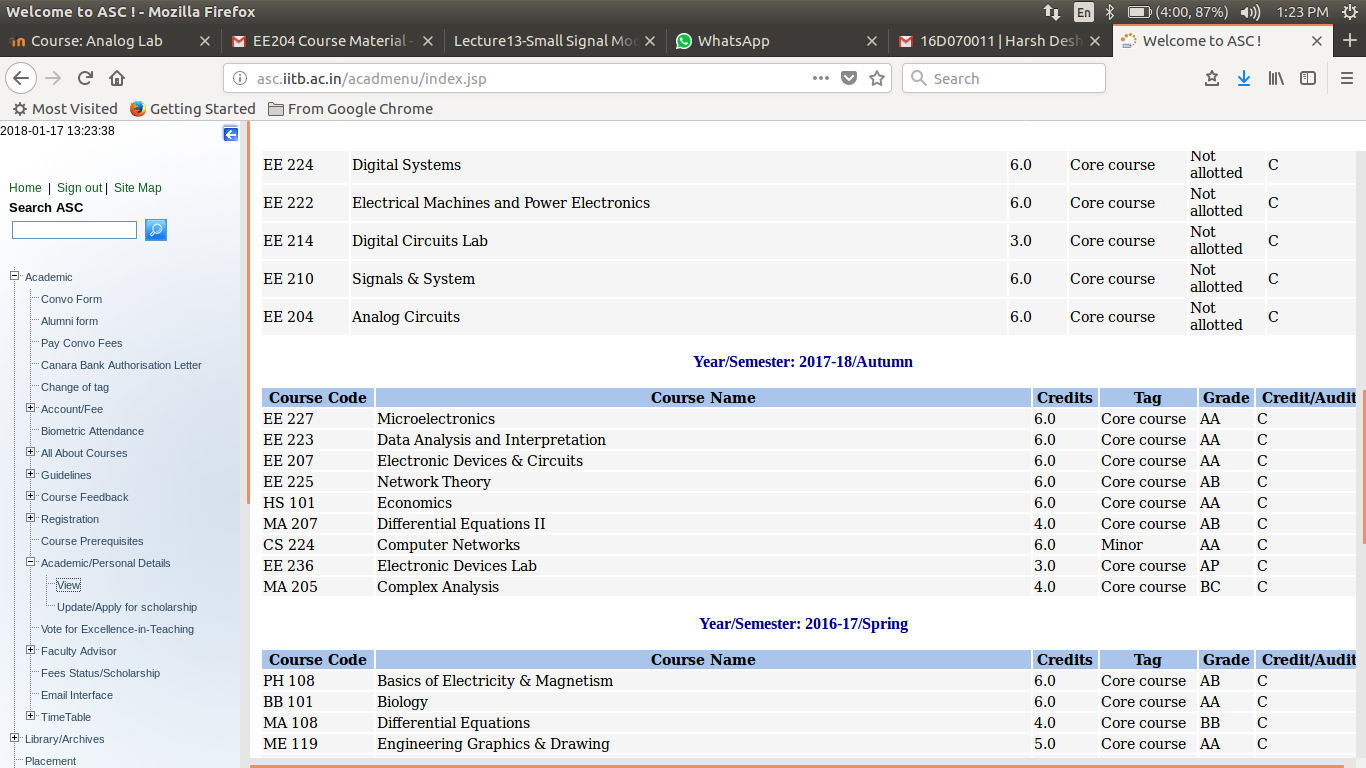 Welcome to ASC ! - Mozilla Firefox
En (4:00, 87%) 1:23 PM
Course: Analog Lab
EE204 Course Material -
Lecture13-Small Signal Mo
WhatsApp
16D070011 | Harsh Desh
Welcome to ASC !
asc.iitb.ac.in/acadmenu/index.jsp
Search
Most Visited
Getting Started
From Google Chrome
2018-01-17 13:23:38
Home | Sign out | Site Map
Search ASC
Academic
Convo Form
Alumni form
Pay Convo Fees
Canara Bank Authorisation Letter
Change of tag
Account/Fee
Biometric Attendance
All About Courses
Guidelines
Course Feedback
Registration
Course Prerequisites
Academic/Personal Details
View
Update/Apply for scholarship
Vote for Excellence-in-Teaching
Faculty Advisor
Fees Status/Scholarship
Email Interface
TimeTable
Library/Archives
Placement
EE 224 Digital Systems 6.0 Core course Not allotted C
EE 222 Electrical Machines and Power Electronics 6.0 Core course Not allotted C
EE 214 Digital Circuits Lab 3.0 Core course Not allotted C
EE 210 Signals & System 6.0 Core course Not allotted C
EE 204 Analog Circuits 6.0 Core course Not allotted C
Year/Semester: 2017-18/Autumn
Course Code Course Name Credits Tag Grade Credit/Audit
EE 227 Microelectronics 6.0 Core course AA C
EE 223 Data Analysis and Interpretation 6.0 Core course AA C
EE 207 Electronic Devices & Circuits 6.0 Core course AA C
EE 225 Network Theory 6.0 Core course AB C
HS 101 Economics 6.0 Core course AA C
MA 207 Differential Equations II 4.0 Core course AB C
CS 224 Computer Networks 6.0 Minor AA C
EE 236 Electronic Devices Lab 3.0 Core course AP C
MA 205 Complex Analysis 4.0 Core course BC C
Year/Semester: 2016-17/Spring
Course Code Course Name Credits Tag Grade Credit/Audit
PH 108 Basics of Electricity & Magnetism 6.0 Core course AB C
BB 101 Biology 6.0 Core course AA C
MA 108 Differential Equations 4.0 Core course BB C
ME 119 Engineering Graphics & Drawing 5.0 Core course AA C